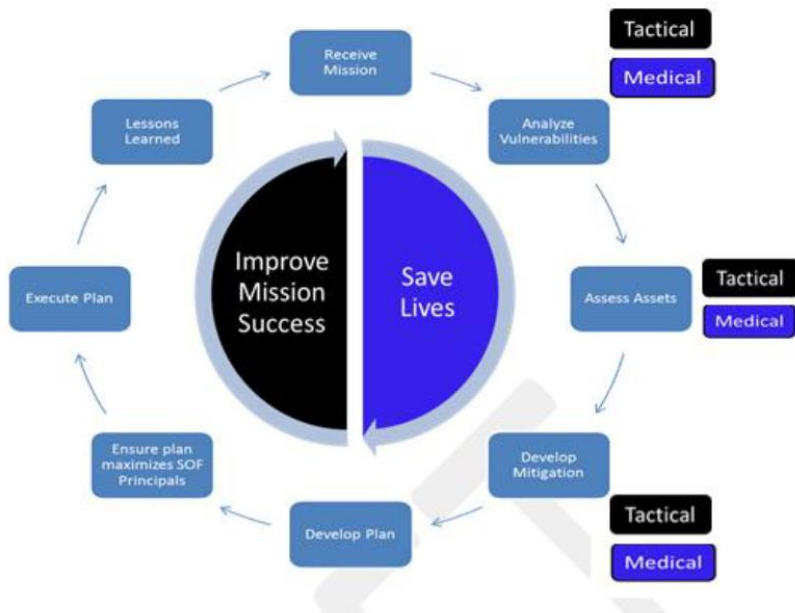 Tactical
Medical
Receive
Mission
Analyze
Vulnerabilities
Lessons
Learned
Improve
Mission
Success
Save
Lives
Assess Assets
Tactical
Medical
Execute Plan
Ensure plan
maximizes SOF
Principals
Develop
Mitigation
Develop Plan
Tactical
Medical